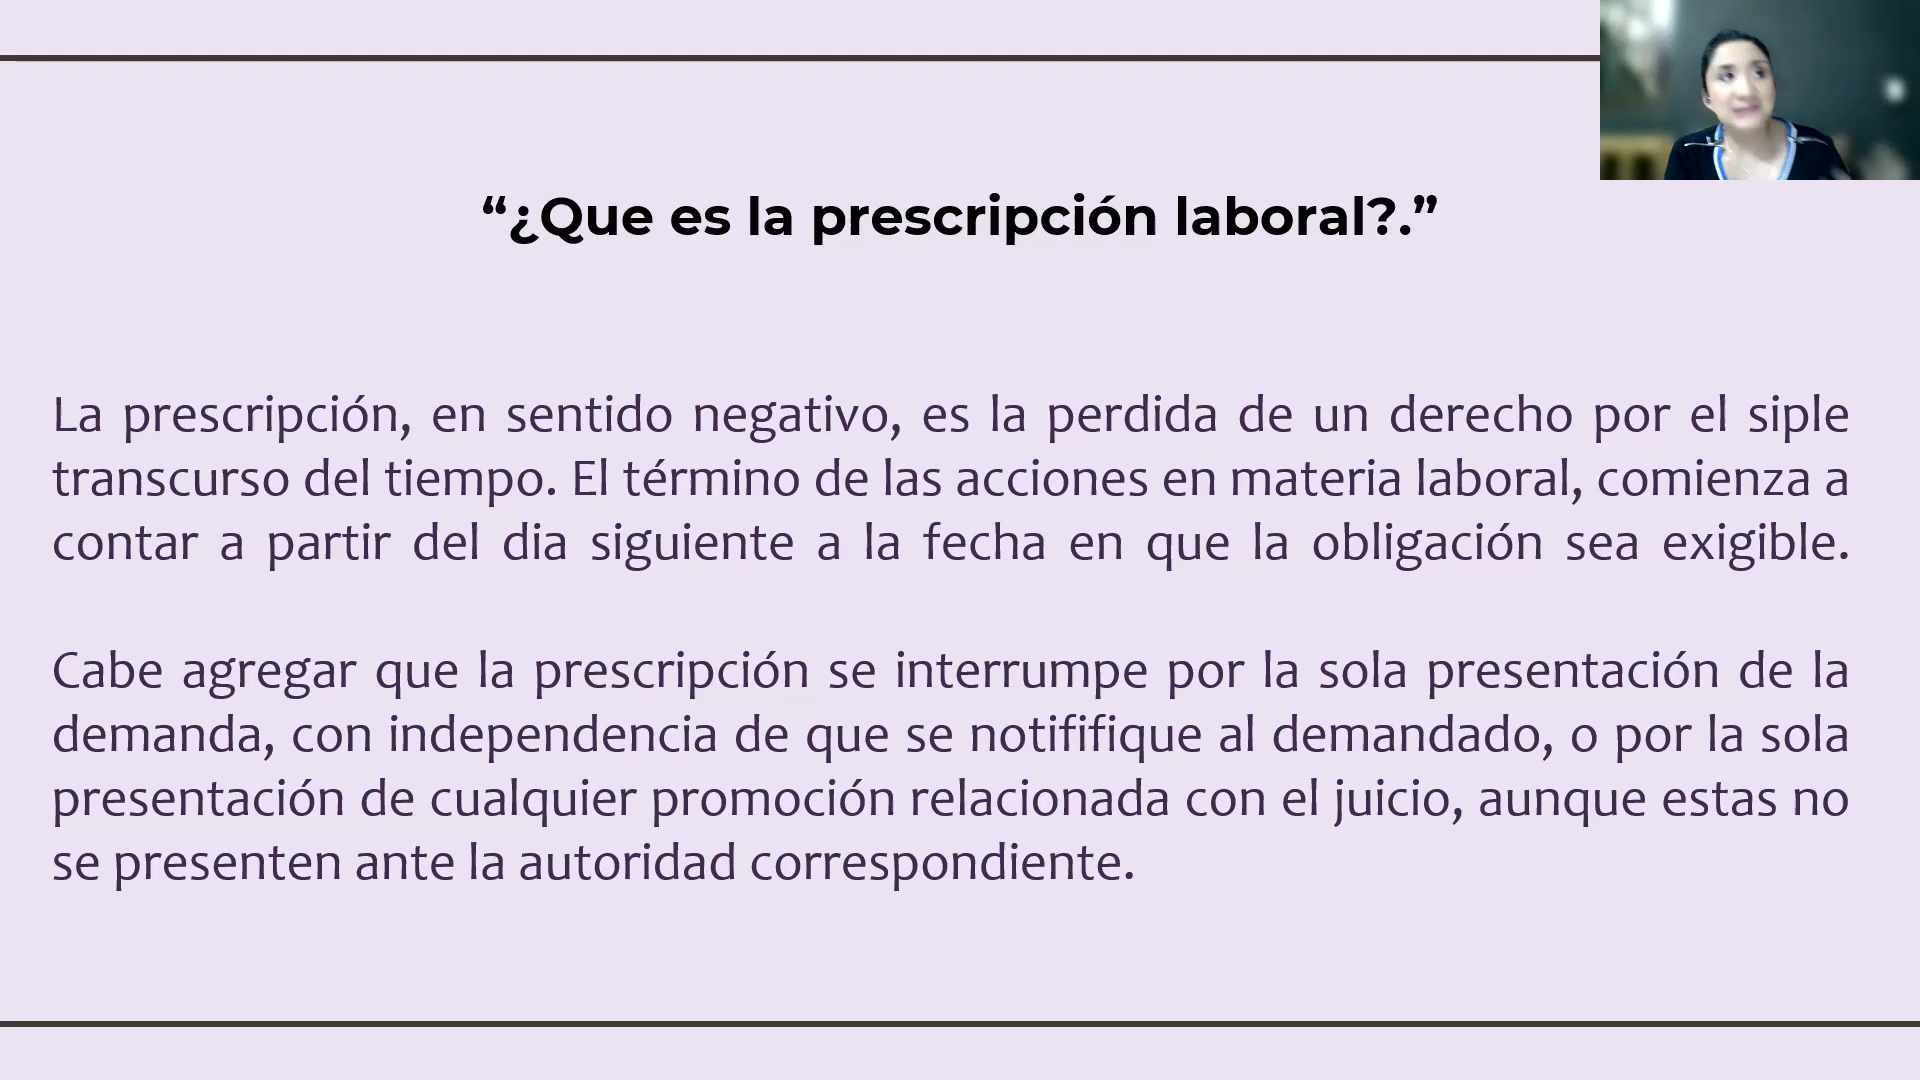 “¿Que es la prescripción laboral?.”
La prescripción, en sentido negativo, es la perdida de un derecho por el siple
transcurso del tiempo. El término de las acciones en materia laboral, comienza a
contar a partir del dia siguiente a la fecha en que la obligación sea exigible.
Cabe agregar que la prescripción se interrumpe por la sola presentación de la
demanda, con independencia de que se notififique al demandado, o por la sola
presentación de cualquier promoción relacionada con el juicio, aunque estas no
se presenten ante la autoridad correspondiente.